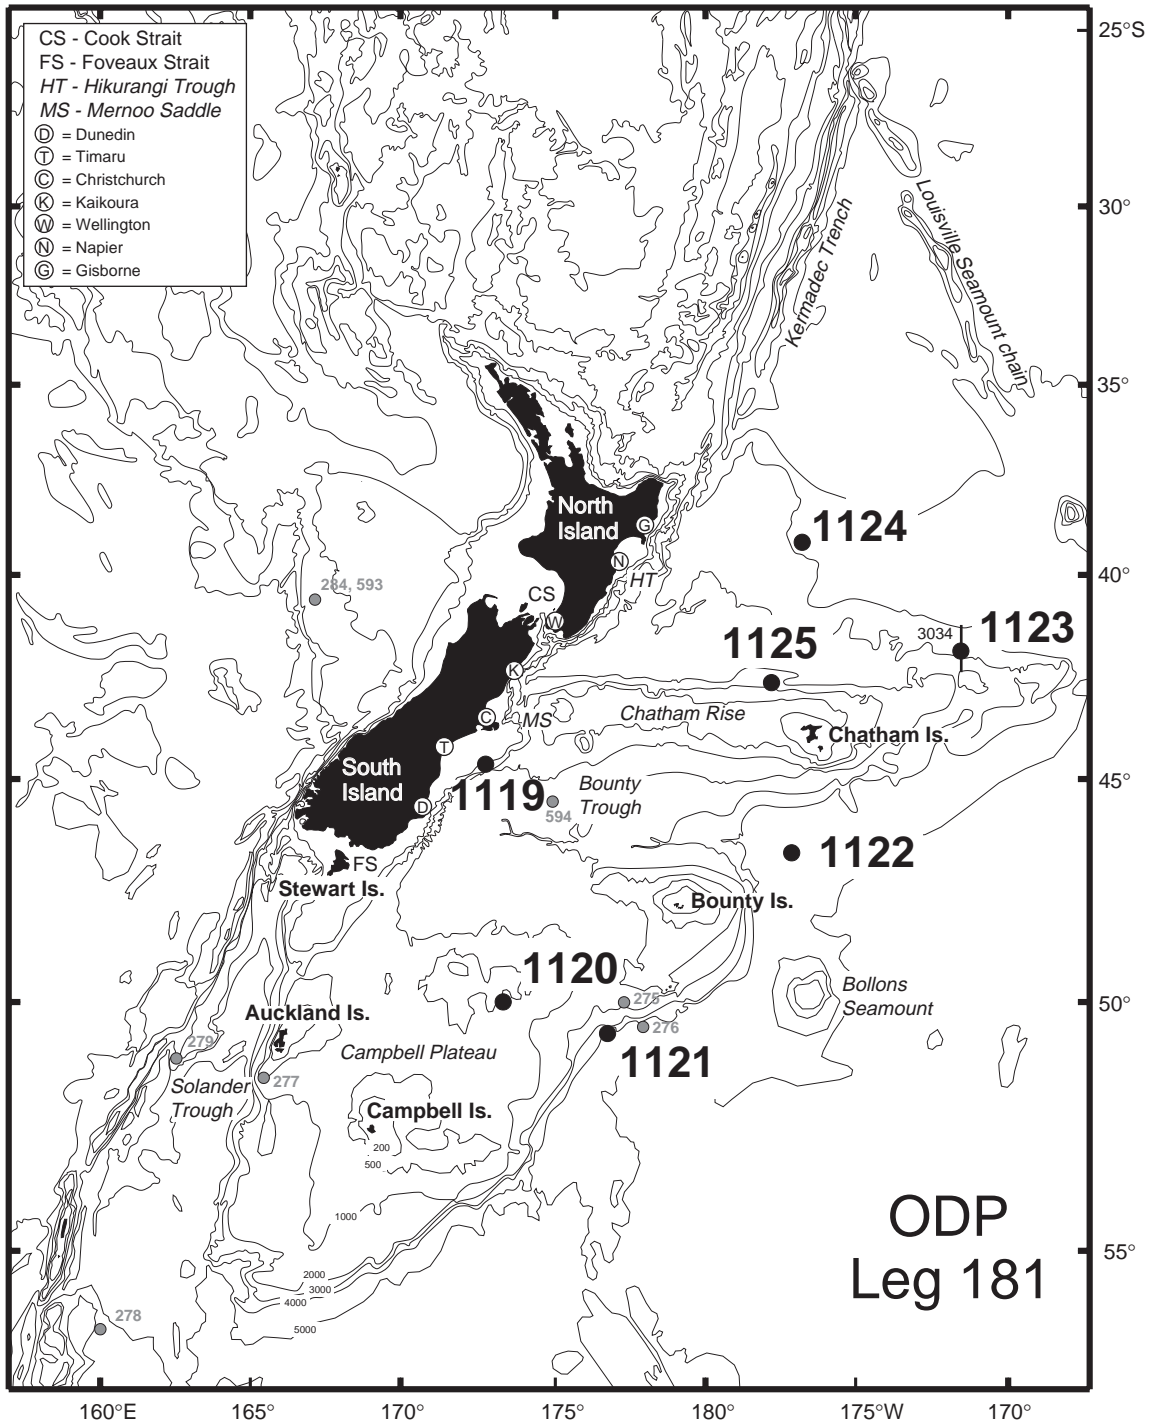 CS - Cook Strait
FS - Foveaux Strait
HT - Hikurangi Trough
MS - Mernoo Saddle
D = Dunedin
T = Timaru
C = Christchurch
K = Kaikoura
W = Wellington
N = Napier
G = Gisborne
25°S
30°
35°
40°
45°
50°
55°
Kermadec Trench
Louisville Seamount chain
North
Island
G
N
HT
CS
W
284, 593
1124
1123
3034
1125
K
C
MS
T
Chatham Rise
Chatham Is.
South
Island
D
1119
594
Bounty
Trough
1122
FS
Stewart Is.
Bounty Is.
1120
275
276
1121
Bollons
Seamount
Auckland Is.
279
277
Campbell Plateau
Solander
Trough
Campbell Is.
200
500
1000
2000
3000
4000
5000
278
ODP
Leg 181
160°E
165°
170°
175°
180°
175°W
170°